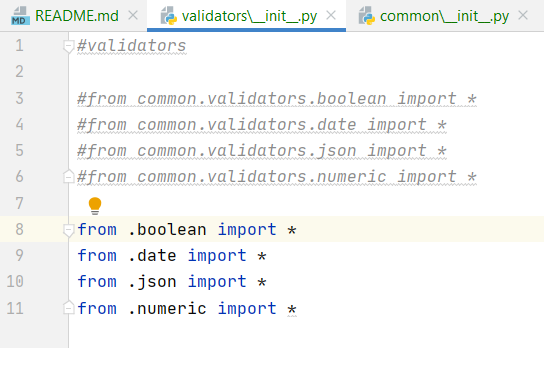 MD README.md validators\__init__.py common\__init__.py
1 #validators
2
3 #from common.validators.boolean import *
4 #from common.validators.date import *
5 #from common.validators.json import *
6 #from common.validators.numeric import *
7
8 from .boolean import *
9 from .date import *
10 from .json import *
11 from .numeric import *